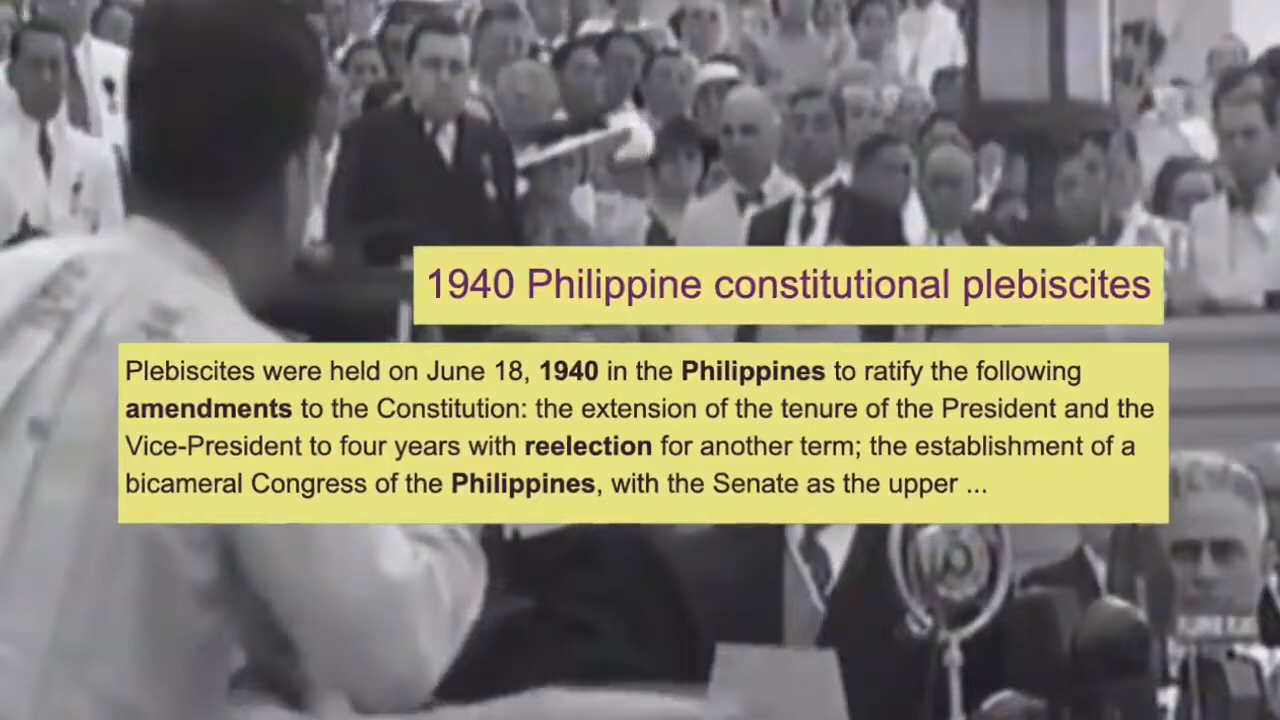 1940 Philippine constitutional plebiscites
Plebiscites were held on June 18, 1940 in the Philippines to ratify the following
amendments to the Constitution: the extension of the tenure of the President and the
Vice-President to four years with reelection for another term; the establishment of a
bicameral Congress of the Philippines, with the Senate as the upper ...